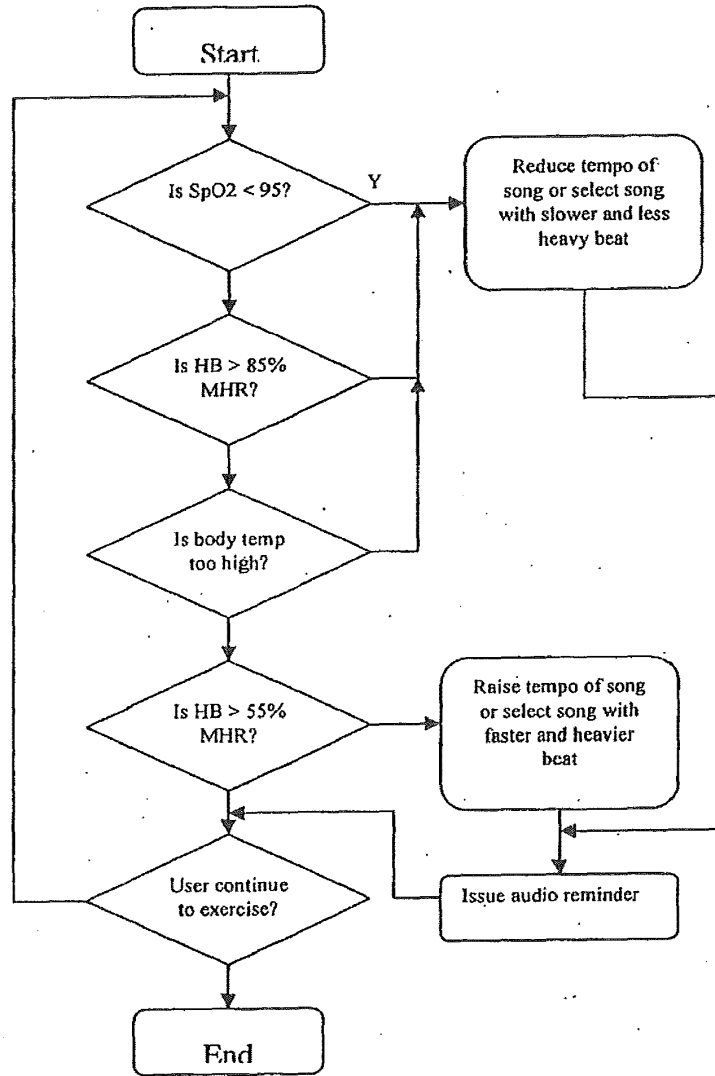 Start
Is SpO2 < 95?
Y
Reduce tempo of
song or select song
with slower and less
heavy beat
Is HB > 85%
MHR?
Is body temp
too high?
Is HB > 55%
MHR?
Raise tempo of song
or select song with
faster and heavier
beat
User continue
to exercise?
Issue audio reminder
End